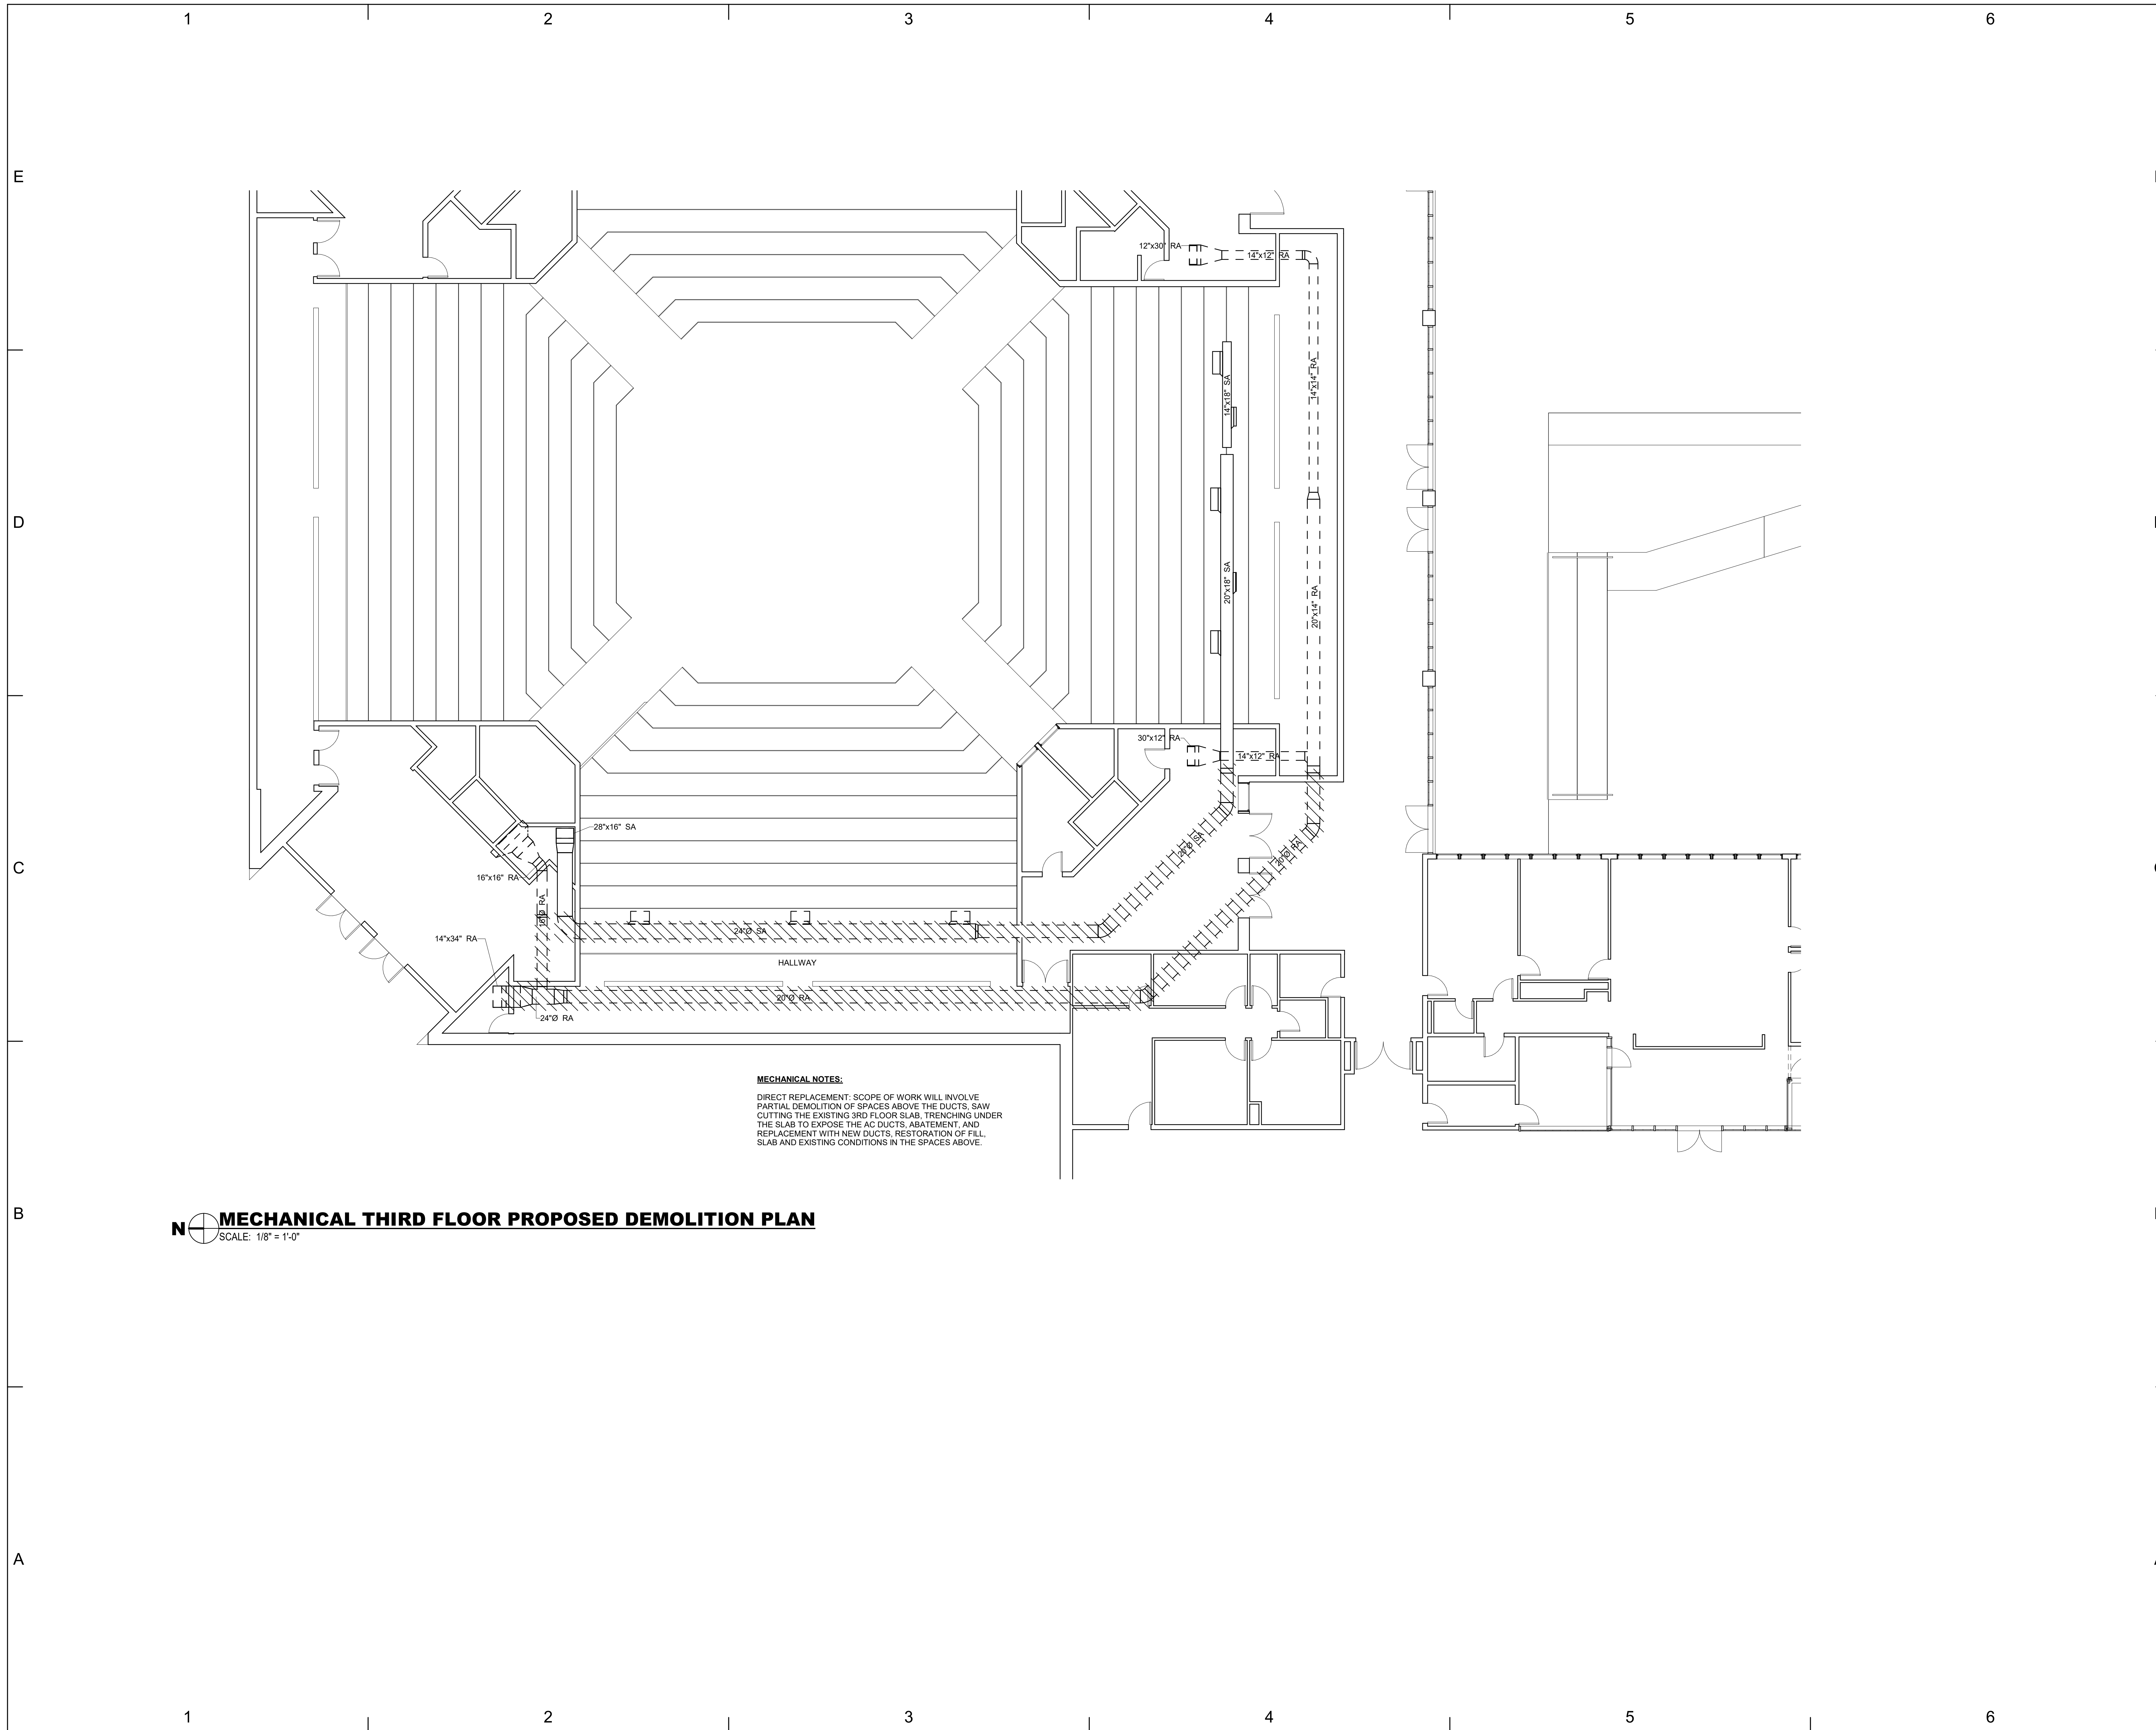 1 2 3 4 5 6
E
12"x30" RA
14"x12" RA
14"x14" RA
14"x18" SA
D
20"x18" SA
20"x14" RA
30"x12" RA
14"x12" RA
28"x16" SA
20"Ø RA
C
16"x16" RA
14"x34" RA
24"Ø SA
HALLWAY
20"Ø RA
24"Ø RA
MECHANICAL NOTES:
DIRECT REPLACEMENT: SCOPE OF WORK WILL INVOLVE
PARTIAL DEMOLITION OF SPACES ABOVE THE DUCTS, SAW
CUTTING THE EXISTING 3RD FLOOR SLAB, TRENCHING UNDER
THE SLAB TO EXPOSE THE AC DUCTS, ABATEMENT, AND
REPLACEMENT WITH NEW DUCTS, RESTORATION OF FILL,
SLAB AND EXISTING CONDITIONS IN THE SPACES ABOVE.
B
N
MECHANICAL THIRD FLOOR PROPOSED DEMOLITION PLAN
SCALE: 1/8" = 1'-0"
A
1 2 3 4 5 6